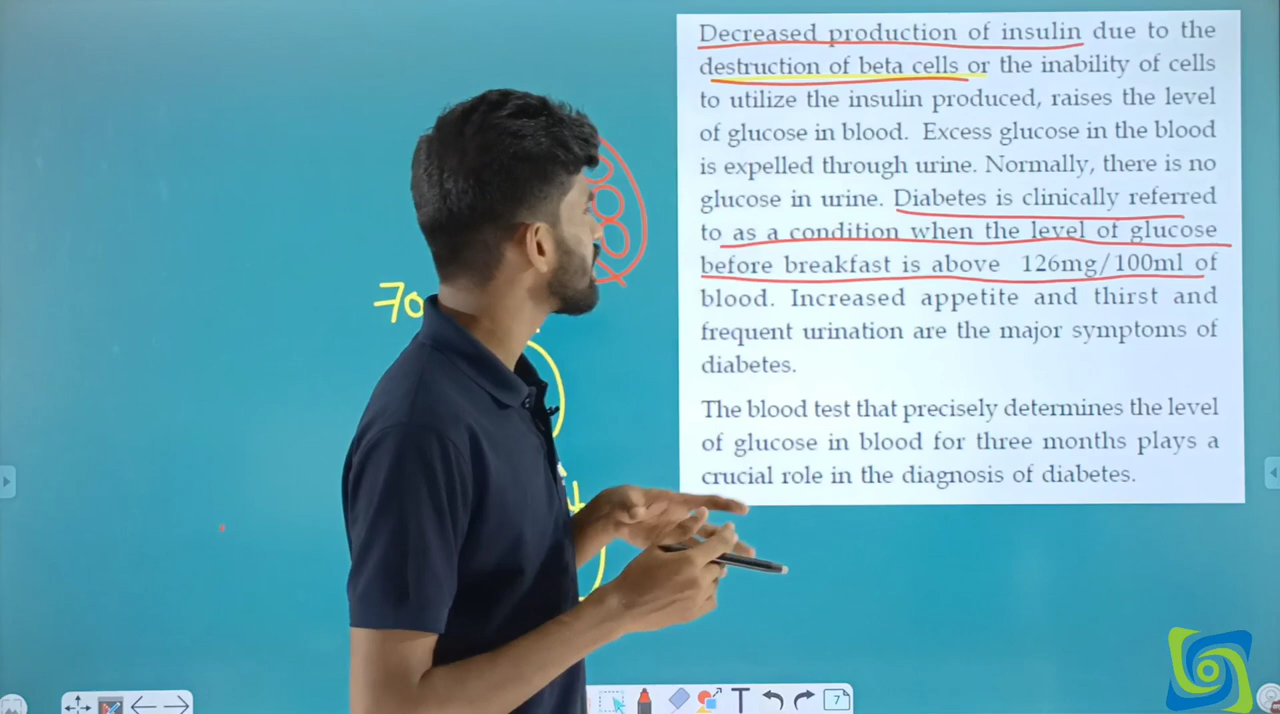 Decreased production of insulin due to the
destruction of beta cells or the inability of cells
to utilize the insulin produced, raises the level
of glucose in blood. Excess glucose in the blood
is expelled through urine. Normally, there is no
glucose in urine. Diabetes is clinically referred
to as a condition when the level of glucose
before breakfast is above 126mg/100ml of
blood. Increased appetite and thirst and
frequent urination are the major symptoms of
diabetes.
The blood test that precisely determines the level
of glucose in blood for three months plays a
crucial role in the diagnosis of diabetes.
70
T
7